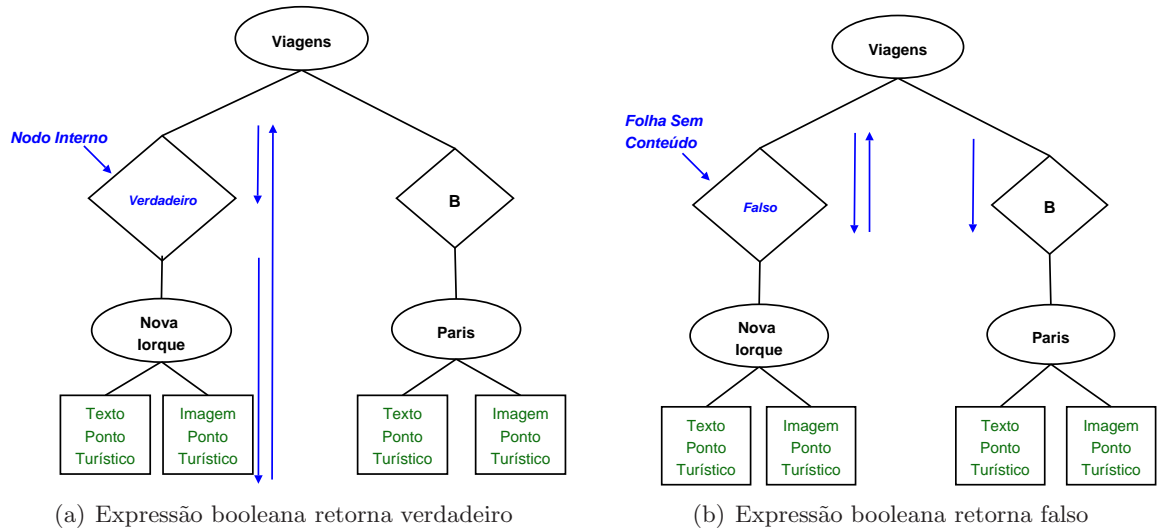 Viagens
Nodo Interno
Verdadeiro
B
Nova
Iorque
Paris
Texto
Ponto
Turístico
Imagem
Ponto
Turístico
Texto
Ponto
Turístico
Imagem
Ponto
Turístico
(a) Expressão booleana retorna verdadeiro
Viagens
Folha Sem
Conteúdo
Falso
B
Nova
Iorque
Paris
Texto
Ponto
Turístico
Imagem
Ponto
Turístico
Texto
Ponto
Turístico
Imagem
Ponto
Turístico
(b) Expressão booleana retorna falso